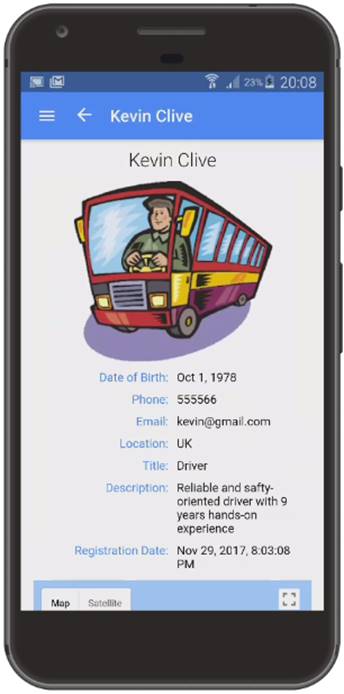 23% 20:08
Kevin Clive
Kevin Clive
Date of Birth: Oct 1, 1978
Phone: 555566
Email: kevin@gmail.com
Location: UK
Title: Driver
Description: Reliable and safty-
oriented driver with 9
years hands-on
experience
Registration Date: Nov 29, 2017, 8:03:08
PM
Map Satellite